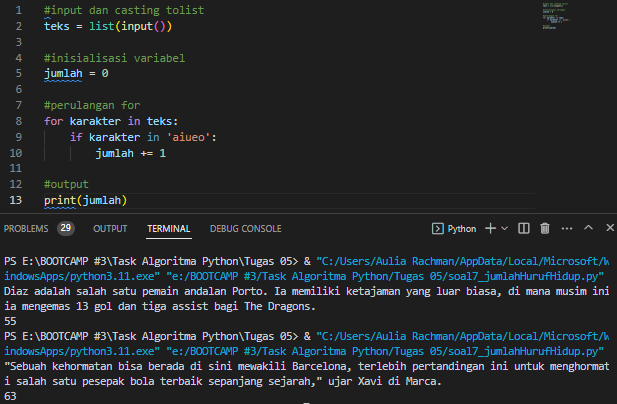 1 #input dan casting tolist
2 teks = list(input())
3
4 #inisialisasi variabel
5 jumlah = 0
6
7 #perulangan for
8 for karakter in teks:
9     if karakter in 'aiueo':
10         jumlah += 1
11
12 #output
13 print(jumlah)
PROBLEMS 29 OUTPUT TERMINAL DEBUG CONSOLE Python
PS E:\BOOTCAMP #3\Task Algoritma Python\Tugas 05> & "C:/Users/Aulia Rachman/AppData/Local/Microsoft/W
indowsApps/python3.11.exe" "e:/BOOTCAMP #3/Task Algoritma Python/Tugas 05/soal7_jumlahHurufHidup.py"
Diaz adalah salah satu pemain andalan Porto. Ia memiliki ketajaman yang luar biasa, di mana musim ini
ia mengemas 13 gol dan tiga assist bagi The Dragons.
55
PS E:\BOOTCAMP #3\Task Algoritma Python\Tugas 05> & "C:/Users/Aulia Rachman/AppData/Local/Microsoft/W
indowsApps/python3.11.exe" "e:/BOOTCAMP #3/Task Algoritma Python/Tugas 05/soal7_jumlahHurufHidup.py"
"Sebuah kehormatan bisa berada di sini mewakili Barcelona, terlebih pertandingan ini untuk menghormat
i salah satu pesepak bola terbaik sepanjang sejarah," ujar Xavi di Marca.
63